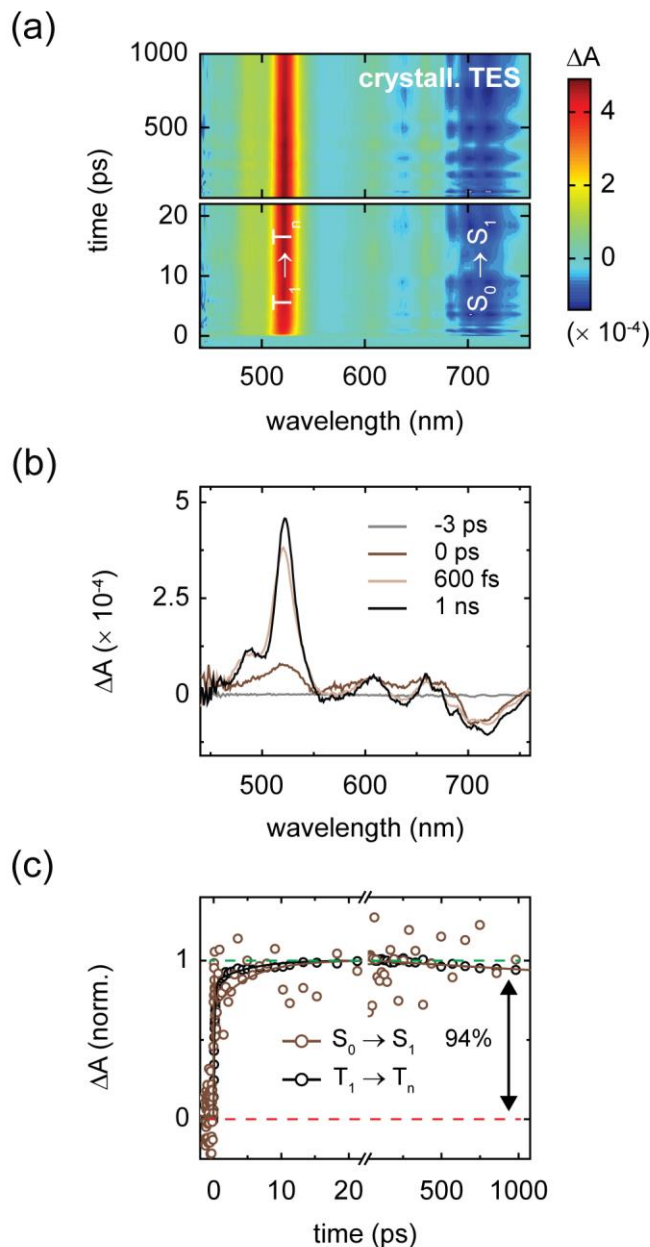 (a)
crystall. TES
ΔA
1000
500
20
10
0
time (ps)
T₁ → Tₙ
S₀ → S₁
4
2
0
(× 10⁻⁴)
500
600
700
wavelength (nm)
(b)
5
2.5
0
ΔA (× 10⁻⁴)
-3 ps
0 ps
600 fs
1 ns
500
600
700
wavelength (nm)
(c)
1
0
ΔA (norm.)
S₀ → S₁
T₁ → Tₙ
94%
0
10
20
500
1000
time (ps)